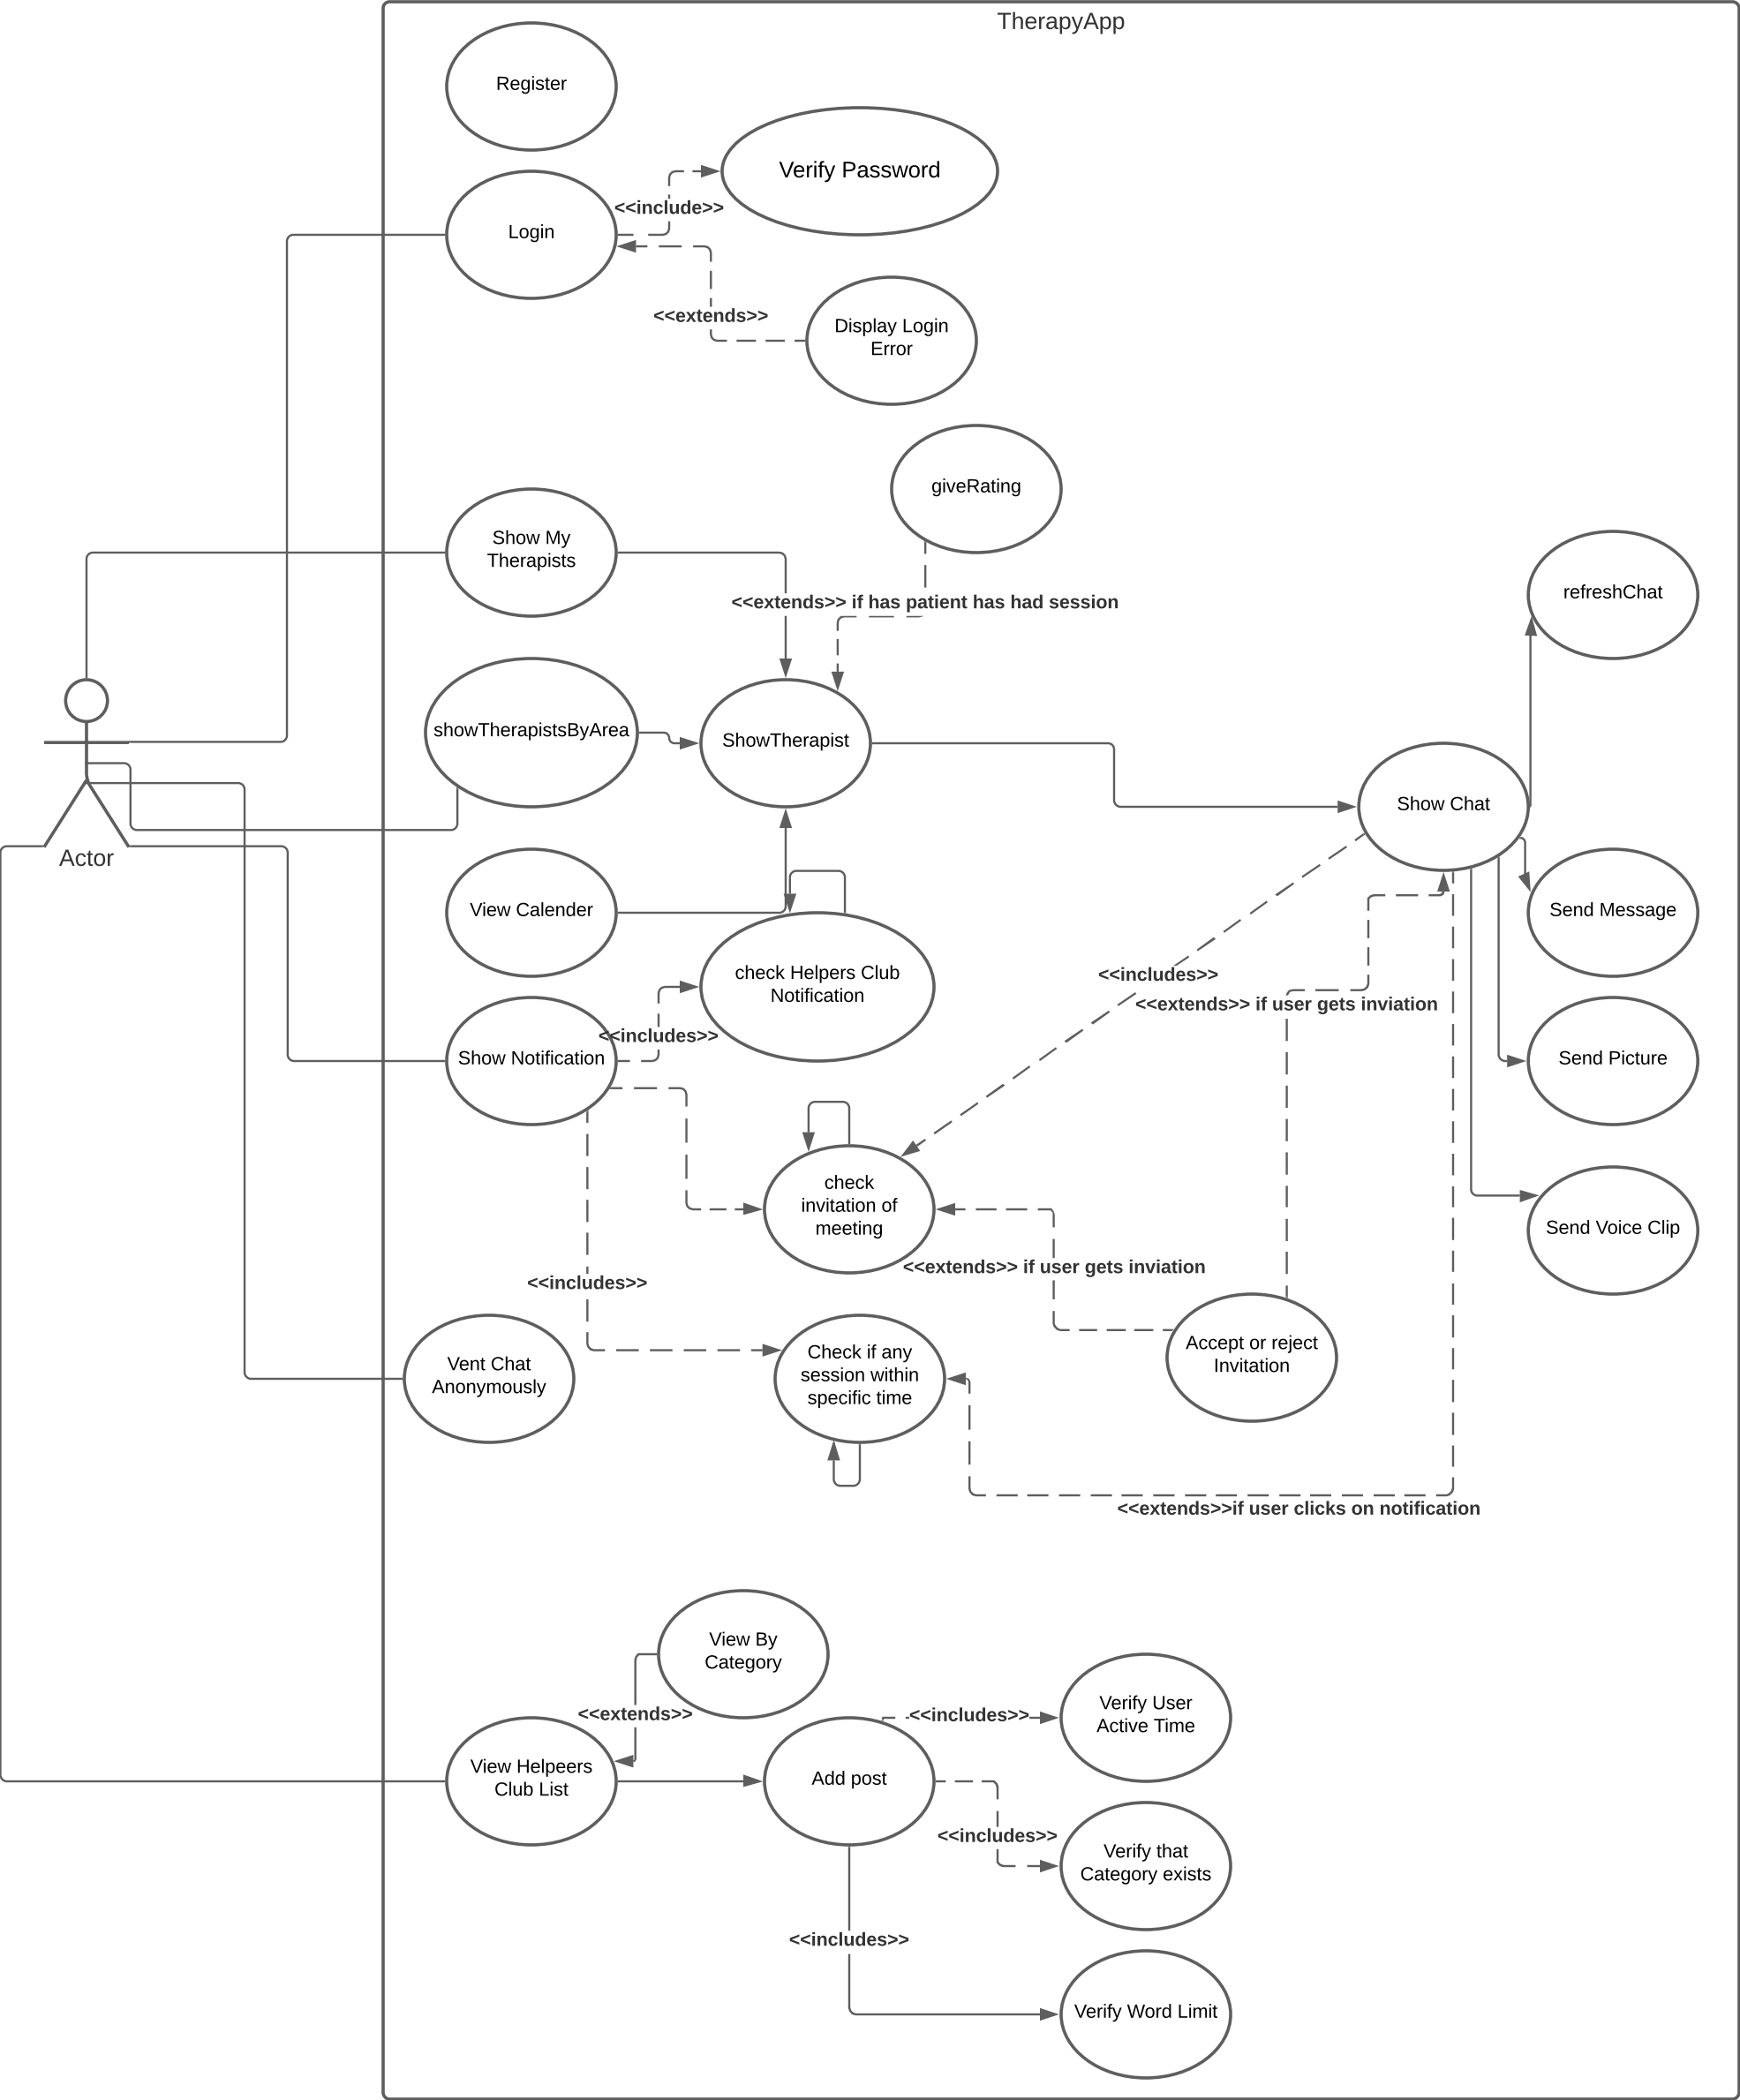 TherapyApp
Register
Verify Password
<<include>>
Login
<<extends>>
Display Login
Error
giveRating
Show My
Therapists
refreshChat
<<extends>> if has patient has had session
showTherapistsByArea
ShowTherapist
Show Chat
Actor
View Calender
Send Message
check Helpers Club
Notification
<<includes>>
<<extends>> if user gets inviation
<<includes>>
Show Notification
Send Picture
check
invitation of
meeting
Send Voice Clip
<<extends>> if user gets inviation
<<includes>>
Accept or reject
Invitation
Vent Chat
Anonymously
Check if any
session within
specific time
<<extends>>if user clicks on notification
View By
Category
<<extends>>
<<includes>>
Verify User
Active Time
View Helpeers
Club List
Add post
<<includes>>
Verify that
Category exists
<<includes>>
Verify Word Limit